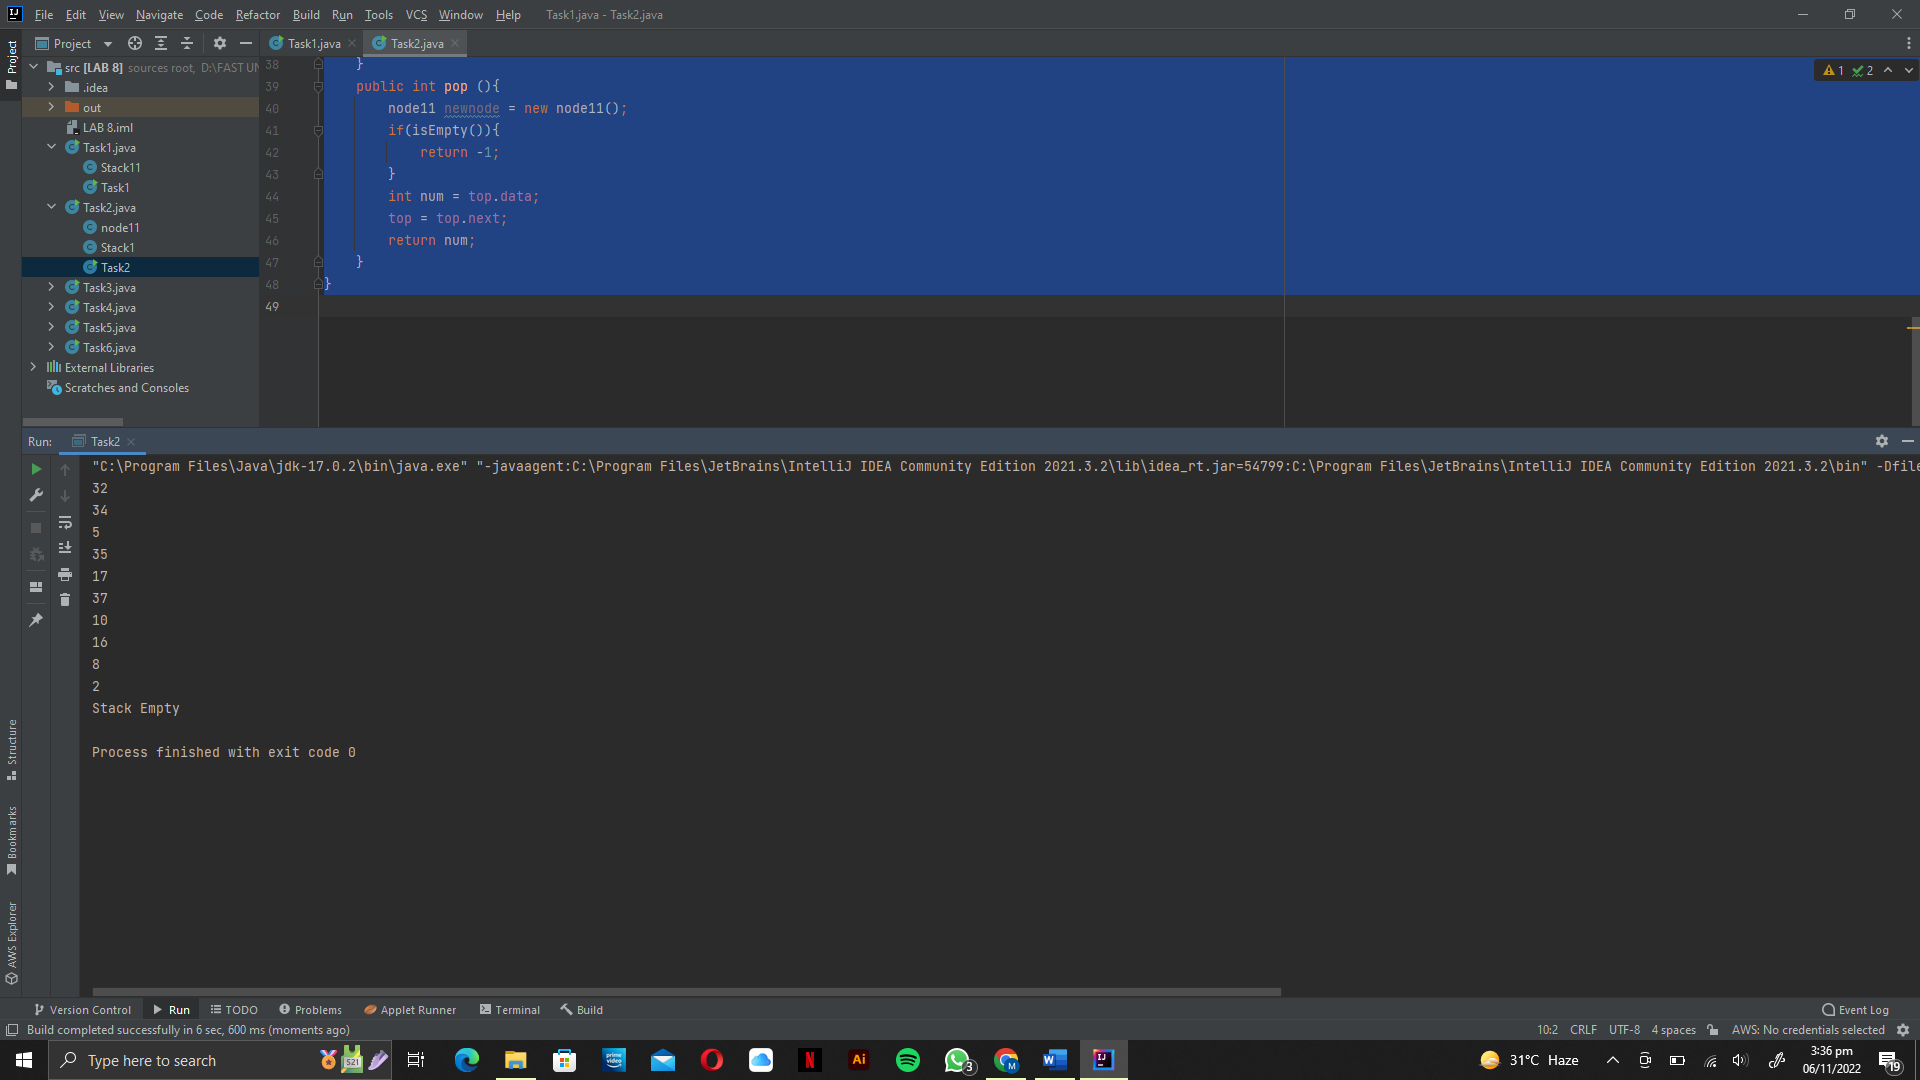 File Edit View Navigate Code Refactor Build Run Tools VCS Window Help Task1.java - Task2.java
Project
Project
Task1.java
Task2.java
src [LAB 8] sources root, D:\FAST UN
.idea
out
LAB 8.iml
Task1.java
Stack11
Task1
Task2.java
node11
Stack1
Task2
Task3.java
Task4.java
Task5.java
Task6.java
External Libraries
Scratches and Consoles
38 }
39 public int pop (){
40 node11 newnode = new node11();
41 if(isEmpty()){
42 return -1;
43 }
44 int num = top.data;
45 top = top.next;
46 return num;
47 }
48 }
49
1 2
Run: Task2
"C:\Program Files\Java\jdk-17.0.2\bin\java.exe" "-javaagent:C:\Program Files\JetBrains\IntelliJ IDEA Community Edition 2021.3.2\lib\idea_rt.jar=54799:C:\Program Files\JetBrains\IntelliJ IDEA Community Edition 2021.3.2\bin" -Dfile
32
34
5
35
17
37
10
16
8
2
Stack Empty
Process finished with exit code 0
Structure
Bookmarks
AWS Explorer
Version Control Run TODO Problems Applet Runner Terminal Build Event Log
Build completed successfully in 6 sec, 600 ms (moments ago) 10:2 CRLF UTF-8 4 spaces AWS: No credentials selected
Type here to search
S21
prime video
N
Ai
3
M
W
IJ
31°C Haze
3:36 pm
06/11/2022
19